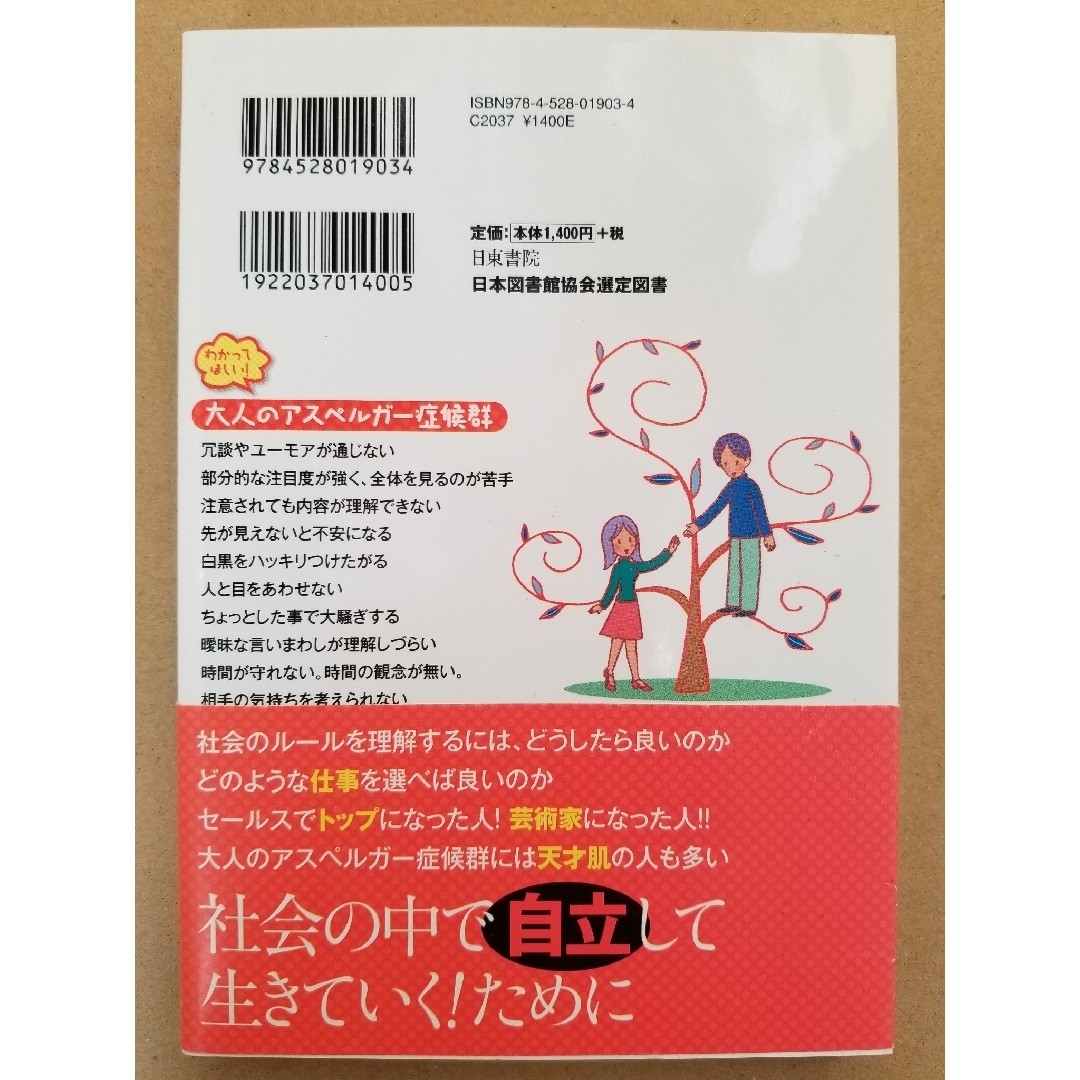 ISBN978-4-528-01903-4
C2037 ¥1400E
9784528019034
定価：本体1,400円+税
日東書院
日本図書館協会選定図書
1922037014005
わかって
ほしい！
大人のアスペルガー症候群
冗談やユーモアが通じない
部分的な注目度が強く、全体を見るのが苦手
注意されても内容が理解できない
先が見えないと不安になる
白黒をハッキリつけたがる
人と目をあわせない
ちょっとした事で大騒ぎする
曖昧な言いまわしが理解しづらい
時間が守れない。時間の観念が無い。
相手の気持ちを考えられない
社会のルールを理解するには、どうしたら良いのか
どのような仕事を選べば良いのか
セールスでトップになった人！芸術家になった人!!
大人のアスペルガー症候群には天才肌の人も多い
社会の中で自立して
生きていく！ために